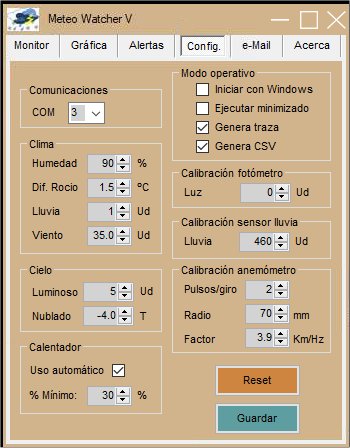 Meteo Watcher V
Monitor Gráfica Alertas Config. e-Mail Acerca
Comunicaciones
COM 3
Clima
Humedad 90 %
Dif. Rocio 1.5 ºC
Lluvia 1 Ud
Viento 35.0 Ud
Cielo
Luminoso 5 Ud
Nublado -4.0 T
Calentador
Uso automático
% Mínimo: 30 %
Modo operativo
Iniciar con Windows
Ejecutar minimizado
Genera traza
Genera CSV
Calibración fotómetro
Luz 0 Ud
Calibración sensor lluvia
Lluvia 460 Ud
Calibración anemómetro
Pulsos/giro 2
Radio 70 mm
Factor 3.9 Km/Hz
Reset
Guardar